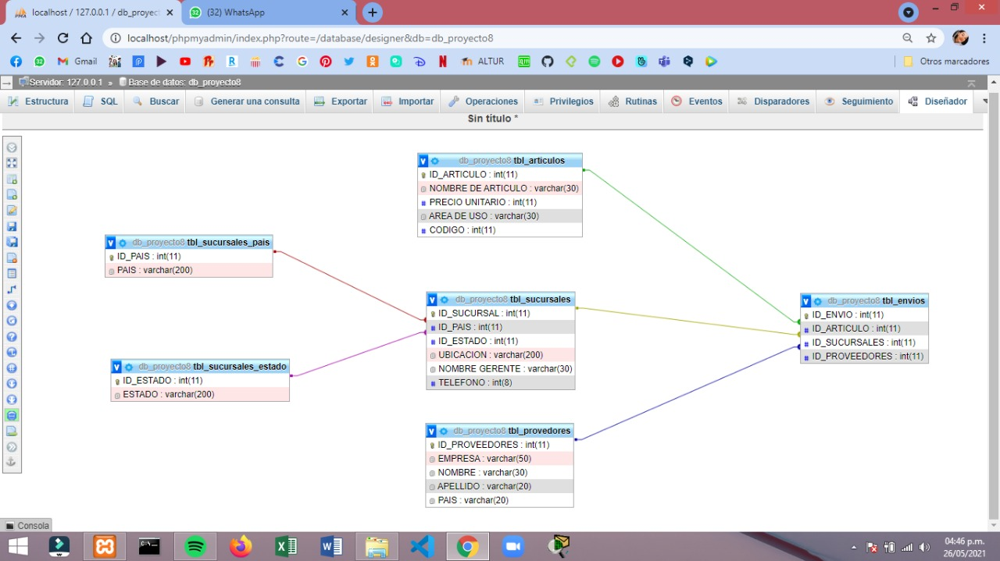 localhost / 127.0.0.1 / db_proyec
(32) WhatsApp
localhost/phpmyadmin/index.php?route=/database/designer&db=db_proyecto8
Gmail
ALTUR
Otros marcadores
Servidor: 127.0.0.1 » Base de datos: db_proyecto8
Estructura SQL Buscar Generar una consulta Exportar Importar Operaciones Privilegios Rutinas Eventos Disparadores Seguimiento Diseñador
Sin título *
db_proyecto8 tbl_articulos
ID_ARTICULO : int(11)
NOMBRE DE ARTICULO : varchar(30)
PRECIO UNITARIO : int(11)
AREA DE USO : varchar(30)
CODIGO : int(11)
db_proyecto8 tbl_sucursales_pais
ID_PAIS : int(11)
PAIS : varchar(200)
db_proyecto8 tbl_sucursales
ID_SUCURSAL : int(11)
ID_PAIS : int(11)
ID_ESTADO : int(11)
UBICACION : varchar(200)
NOMBRE GERENTE : varchar(30)
TELEFONO : int(8)
db_proyecto8 tbl_envios
ID_ENVIO : int(11)
ID_ARTICULO : int(11)
ID_SUCURSALES : int(11)
ID_PROVEEDORES : int(11)
db_proyecto8 tbl_sucursales_estado
ID_ESTADO : int(11)
ESTADO : varchar(200)
db_proyecto8 tbl_provedores
ID_PROVEEDORES : int(11)
EMPRESA : varchar(50)
NOMBRE : varchar(30)
APELLIDO : varchar(20)
PAIS : varchar(20)
Consola
04:46 p.m.
26/05/2021